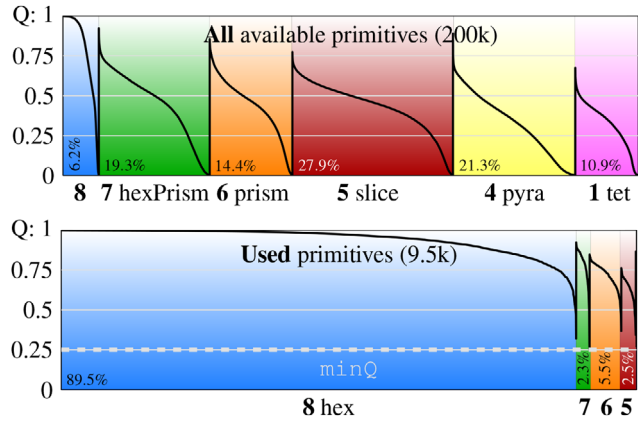 Q: 1
All available primitives (200k)
0.75
0.5
0.25
0
6.2%
19.3%
14.4%
27.9%
21.3%
10.9%
8 7 hexPrism 6 prism 5 slice 4 pyra 1 tet
Q: 1
Used primitives (9.5k)
0.75
0.5
0.25
minQ
0
89.5%
2.3%
5.5%
2.5%
8 hex 7 6 5